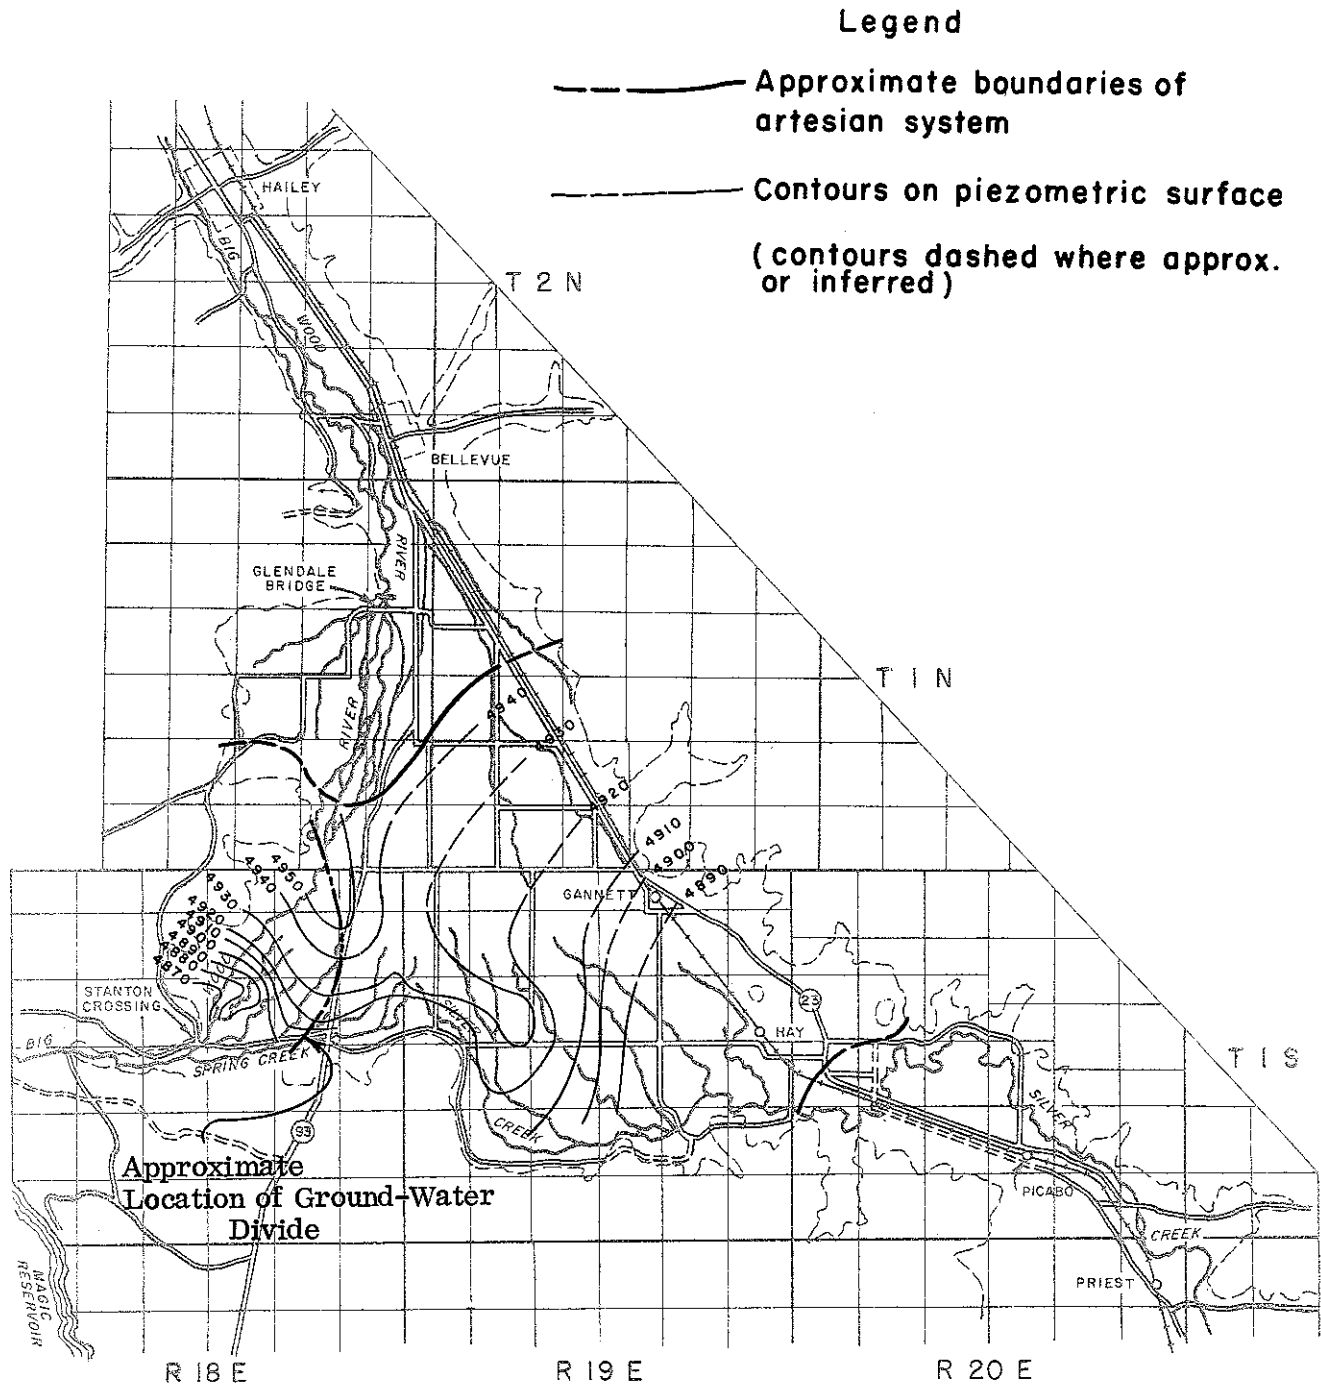 Legend
Approximate boundaries of
artesian system
Contours on piezometric surface
(contours dashed where approx.
or inferred)
HAILEY
BIG
WOOD
T 2 N
BELLEVUE
RIVER
GLENDALE
BRIDGE
T 1 N
RIVER
4940
4930
920
4910
4900
4890
GANNETT
4950
4940
4930
4920
4910
4900
4890
4880
4870
WOOD
STANTON
CROSSING
SILVER
23
HAY
BIG
SPRING CREEK
T 1 S
SILVER
CREEK
93
Approximate
Location of Ground-Water
Divide
PICABO
CREEK
PRIEST
MAGIC
RESERVOIR
R 18 E
R 19 E
R 20 E